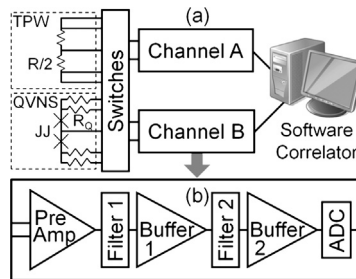 (a)
TPW
R/2
QVNS
JJ
R_Q
Switches
Channel A
Channel B
Software
Correlator
(b)
Pre
Amp
Filter 1
Buffer
1
Filter 2
Buffer
2
ADC